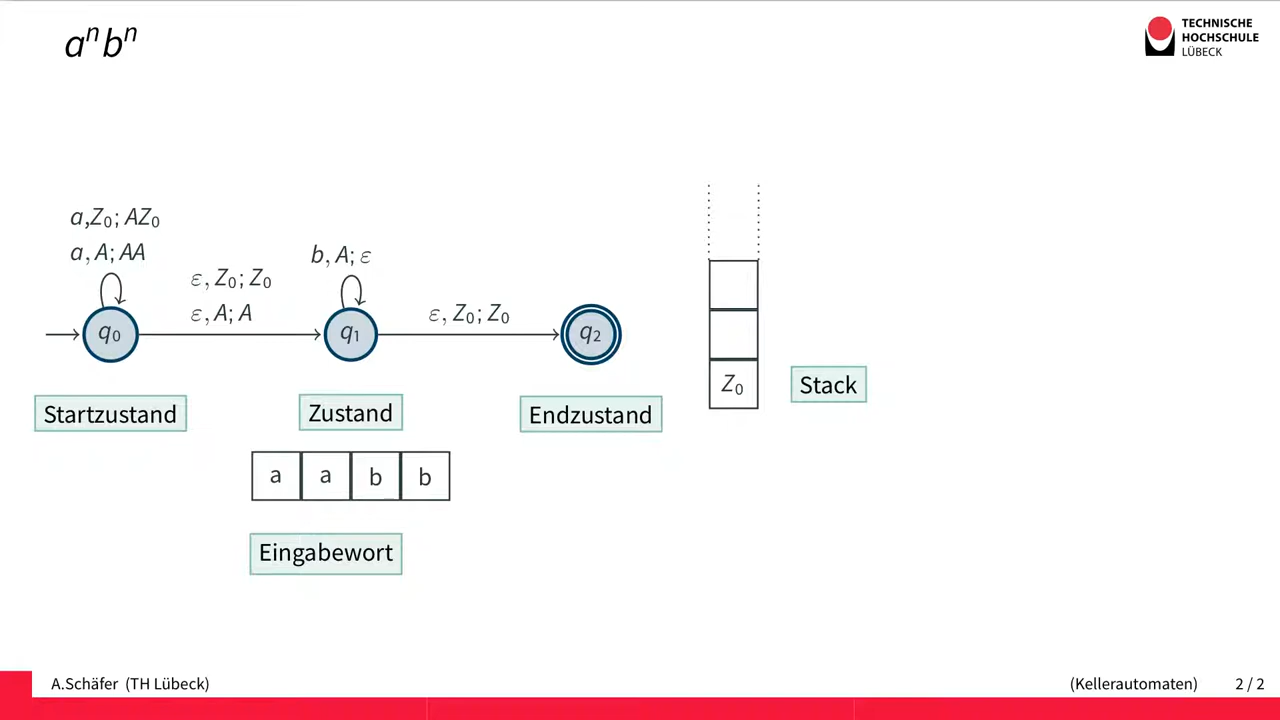 aⁿbⁿ
TECHNISCHE
HOCHSCHULE
LÜBECK
a,Z₀; AZ₀
a, A; AA
ε, Z₀; Z₀
ε, A; A
b, A; ε
ε, Z₀; Z₀
q₀
q₁
q₂
Z₀
Stack
Startzustand
Zustand
Endzustand
a a b b
Eingabewort
A.Schäfer (TH Lübeck)
(Kellerautomaten) 2 / 2